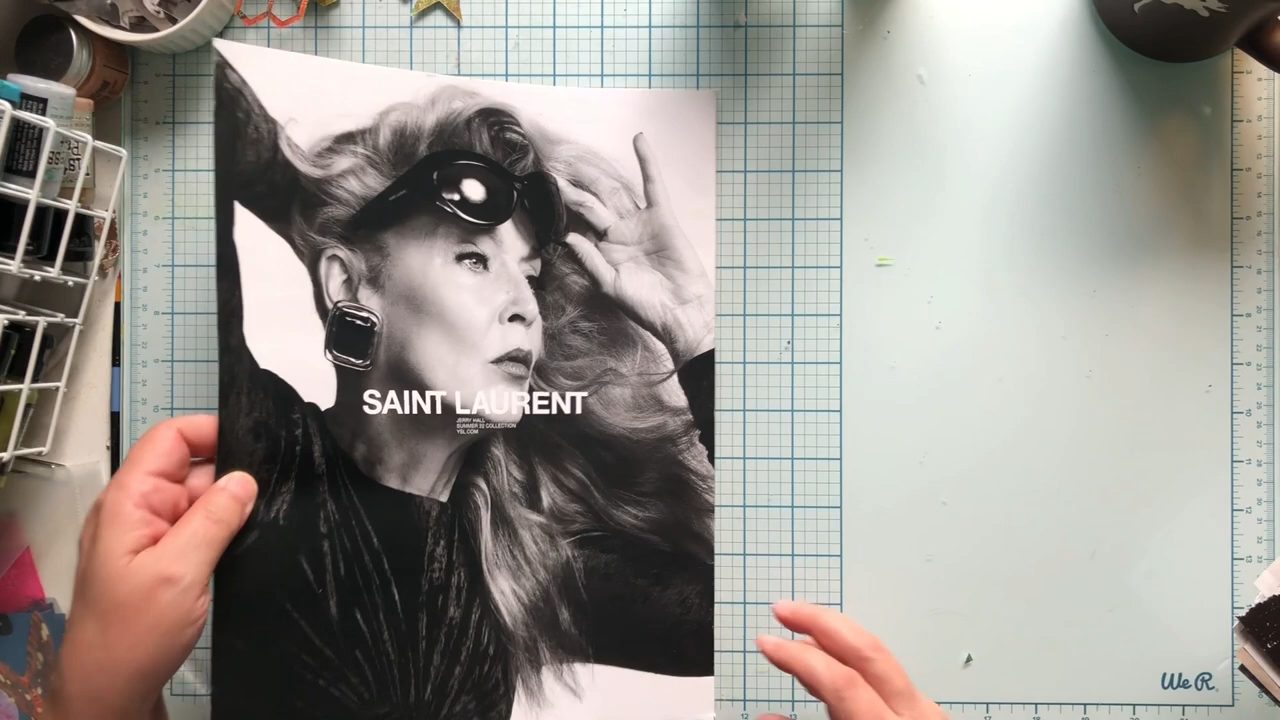 SAINT LAURENT
JERRY HALL
SUMMER 22 COLLECTION
YSL.COM
We R